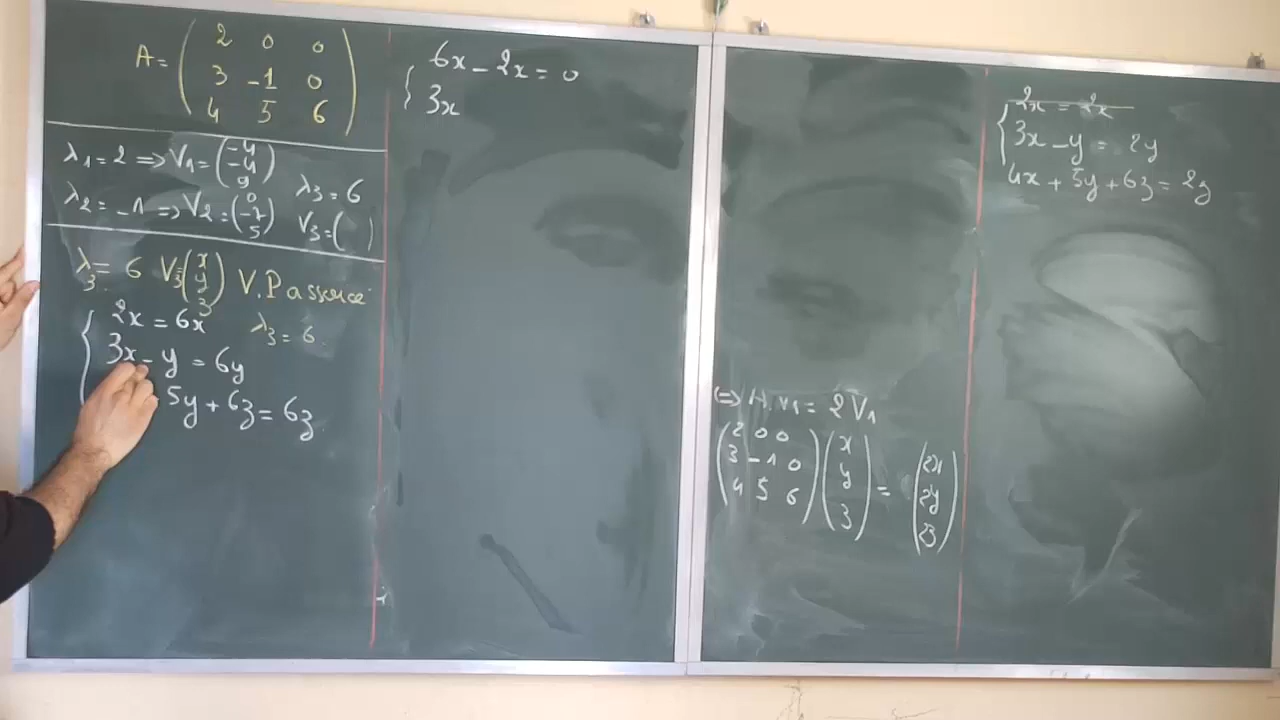 A = ( 2 0 0
3 -1 0
4 5 6 )
λ1 = 2 ⇒ V1 = ( -4 -4 9 )
λ2 = -1 ⇒ V2 = ( 0 -7 5 )
λ3 = 6
V3 = ( )
λ3 = 6 V3 = ( x y z ) V.P associé
λ3 = 6.
2x = 6x
3x - y = 6y
5y + 6z = 6z
6x - 2x = 0
3x
⇒ A.V1 = 2V1
( 2 0 0 ) ( x ) = ( 2x )
( 3 -1 0 ) ( y ) ( 2y )
( 4 5 6 ) ( z ) ( 2z )
2x = 2x
3x - y = 2y
4x + 5y + 6z = 2z